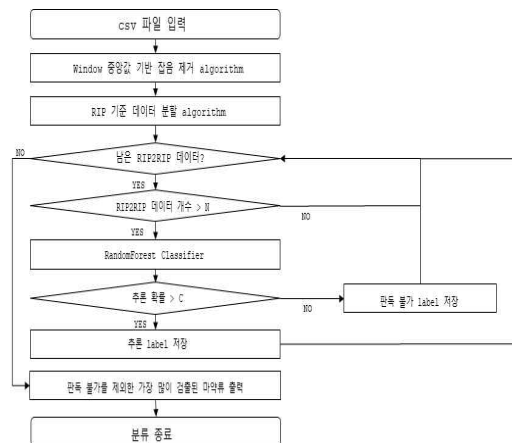 csv 파일 입력
Window 중앙값 기반 잡음 제거 algorithm
RIP 기준 데이터 분할 algorithm
NO
남은 RIP2RIP 데이터?
YES
RIP2RIP 데이터 개수 > N
NO
YES
RandomForest Classifier
추론 확률 > C
NO
판독 불가 label 저장
YES
추론 label 저장
판독 불가를 제외한 가장 많이 검출된 마약류 출력
분류 종료